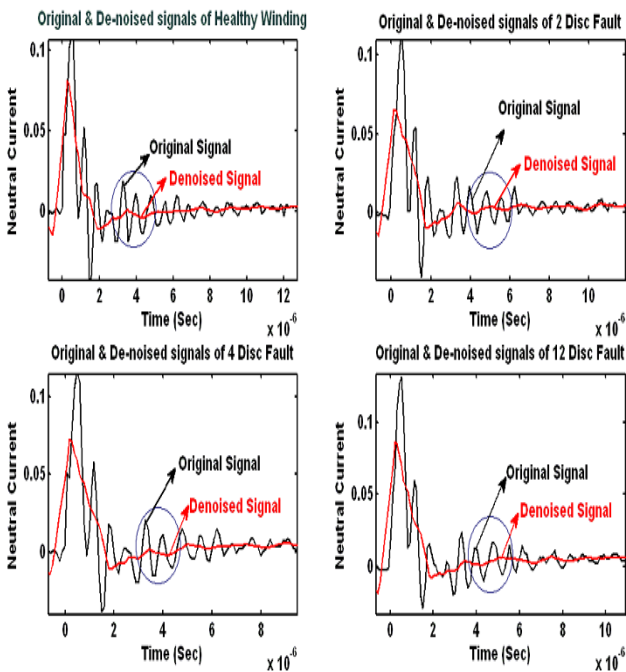 Original & De-noised signals of Healthy Winding
0.1
0.05
0
Neutral Current
Original Signal
Denoised Signal
0 2 4 6 8 10 12
Time (Sec)
x 10^-6
Original & De-noised signals of 2 Disc Fault
0.1
0.05
0
Neutral Current
Original Signal
Denoised Signal
0 2 4 6 8 10
Time (Sec)
x 10^-6
Original & De-noised signals of 4 Disc Fault
0.1
0.05
0
Neutral Current
Original Signal
Denoised Signal
0 2 4 6 8
Time (Sec)
x 10^-6
Original & De-noised signals of 12 Disc Fault
0.1
0.05
0
Neutral Current
Original Signal
Denoised Signal
0 2 4 6 8 10
Time (Sec)
x 10^-6